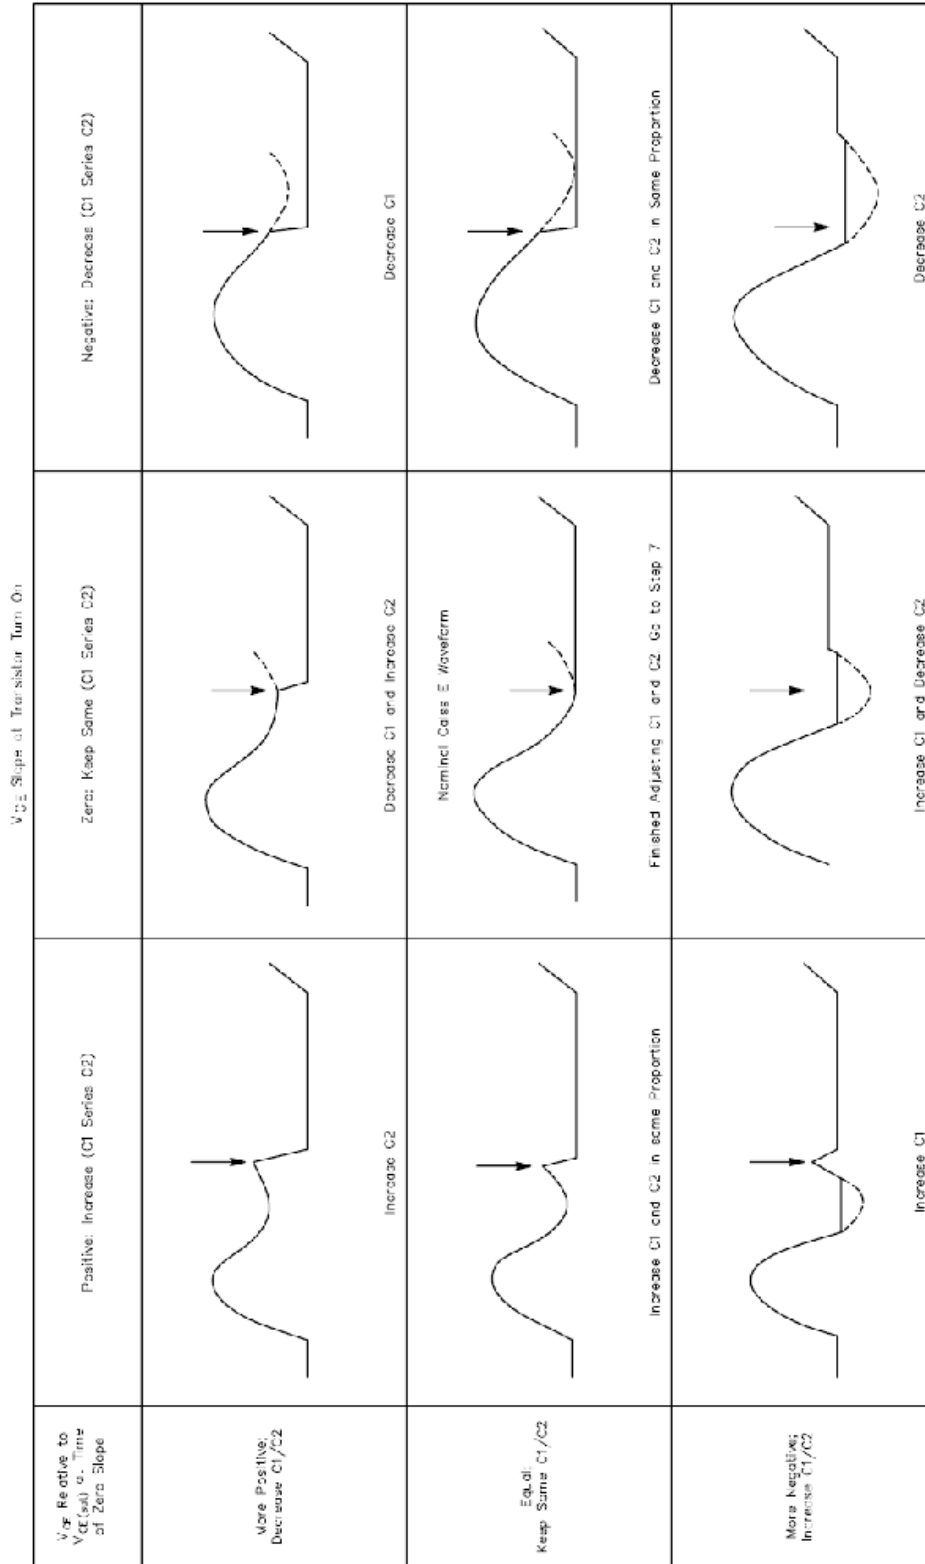 V CE Slope at Transistor Turn On
V CE Relative to
V CE(sat) at Time
of Zero Slope
Positive: Increase (C1 Series C2)
Zero: Keep Same (C1 Series C2)
Negative: Decrease (C1 Series C2)
More Positive;
Decrease C1/C2
Increase C2
Decrease C1 and Increase C2
Decrease C1
Equal:
Keep Same C1/C2
Increase C1 and C2 in same Proportion
Nominal Calss E Waveform
Finished Adjusting C1 and C2 Go to Step 7
Decrease C1 and C2 in Same Proportion
More Negative;
Increase C1/C2
Increase C1
Increase C1 and Decrease C2
Decrease C2